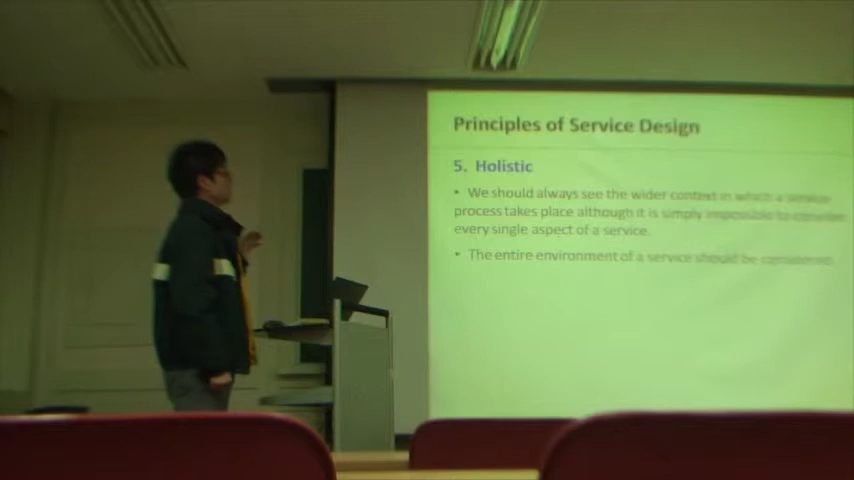 Principles of Service Design
5. Holistic
• We should always see the wider context in which a service
process takes place although it is simply impossible to consider
every single aspect of a service.
• The entire environment of a service should be considered.